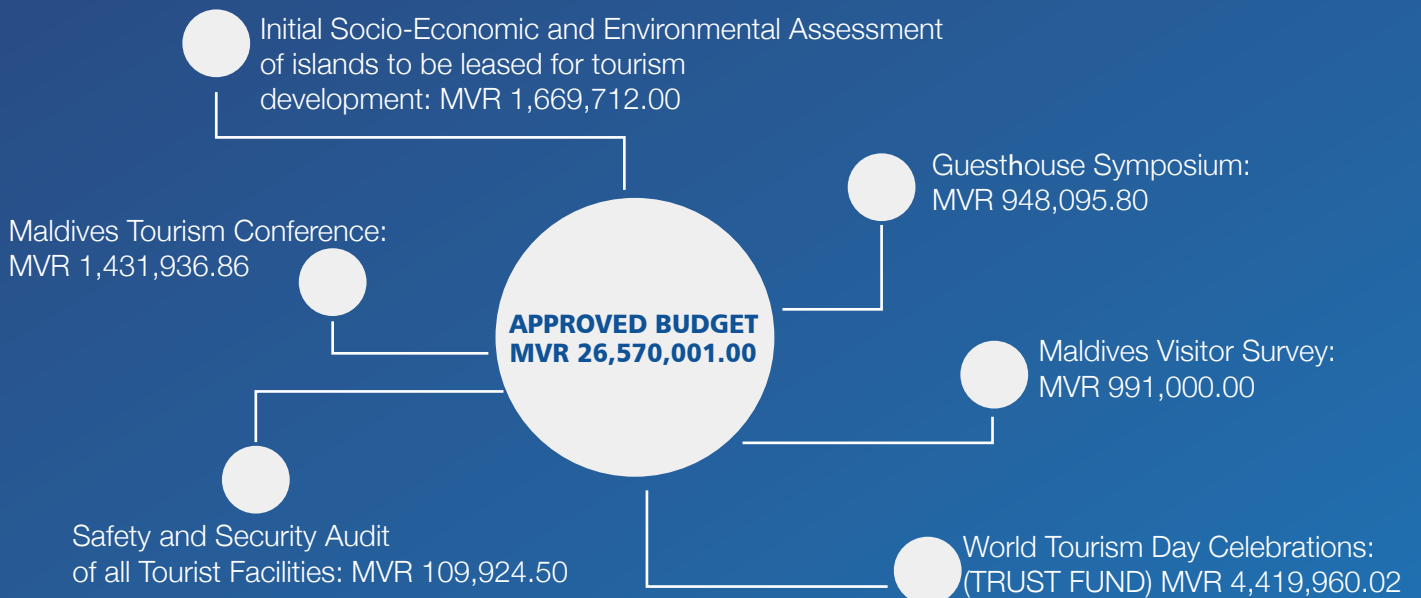 Initial Socio-Economic and Environmental Assessment
of islands to be leased for tourism
development: MVR 1,669,712.00
Guesthouse Symposium:
MVR 948,095.80
Maldives Tourism Conference:
MVR 1,431,936.86
APPROVED BUDGET
MVR 26,570,001.00
Maldives Visitor Survey:
MVR 991,000.00
Safety and Security Audit
of all Tourist Facilities: MVR 109,924.50
World Tourism Day Celebrations:
(TRUST FUND) MVR 4,419,960.02